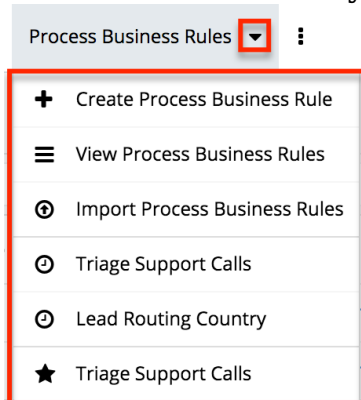 Process Business Rules
Create Process Business Rule
View Process Business Rules
Import Process Business Rules
Triage Support Calls
Lead Routing Country
Triage Support Calls